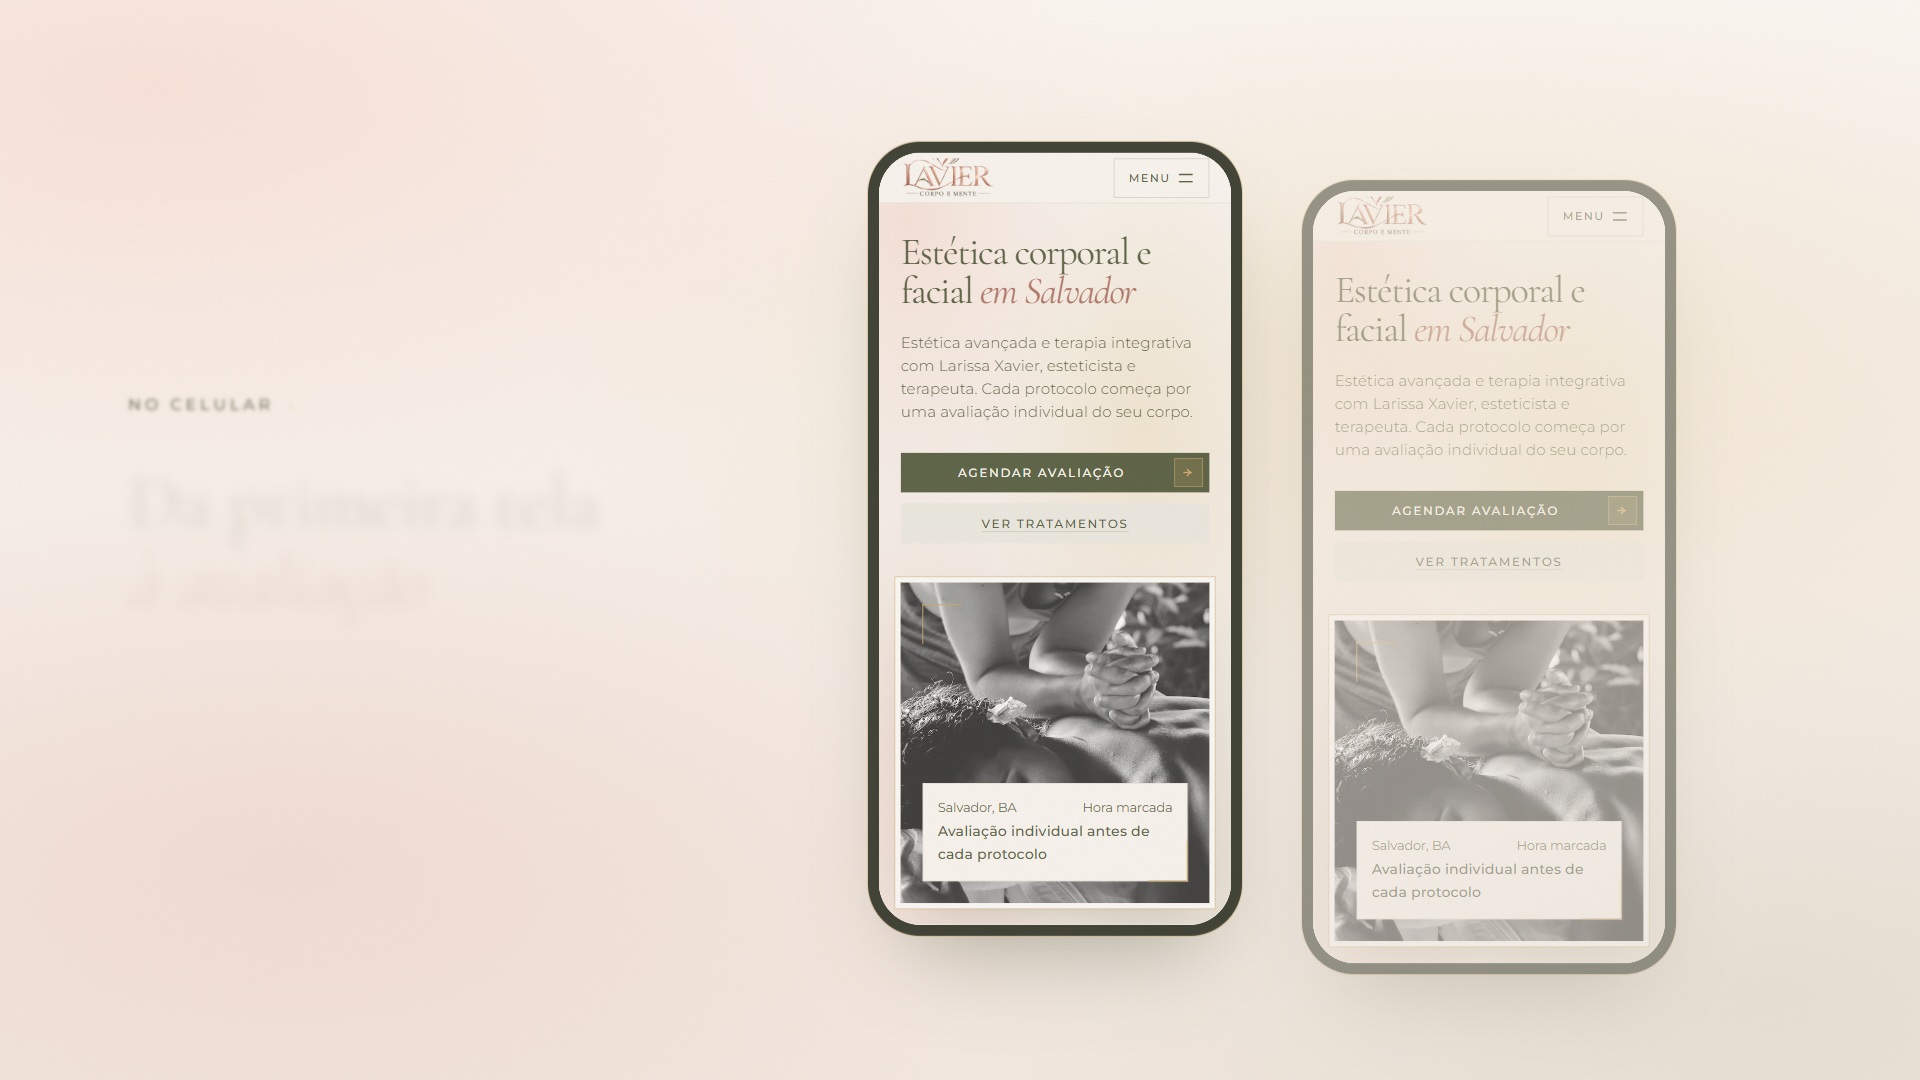 NO CELULAR
Da primeira tela
à avaliação
LAVIER
CORPO E MENTE
MENU
Estética corporal e
facial em Salvador
Estética avançada e terapia integrativa
com Larissa Xavier, esteticista e
terapeuta. Cada protocolo começa por
uma avaliação individual do seu corpo.
AGENDAR AVALIAÇÃO
VER TRATAMENTOS
Salvador, BA
Hora marcada
Avaliação individual antes de
cada protocolo
LAVIER
CORPO E MENTE
MENU
Estética corporal e
facial em Salvador
Estética avançada e terapia integrativa
com Larissa Xavier, esteticista e
terapeuta. Cada protocolo começa por
uma avaliação individual do seu corpo.
AGENDAR AVALIAÇÃO
VER TRATAMENTOS
Salvador, BA
Hora marcada
Avaliação individual antes de
cada protocolo